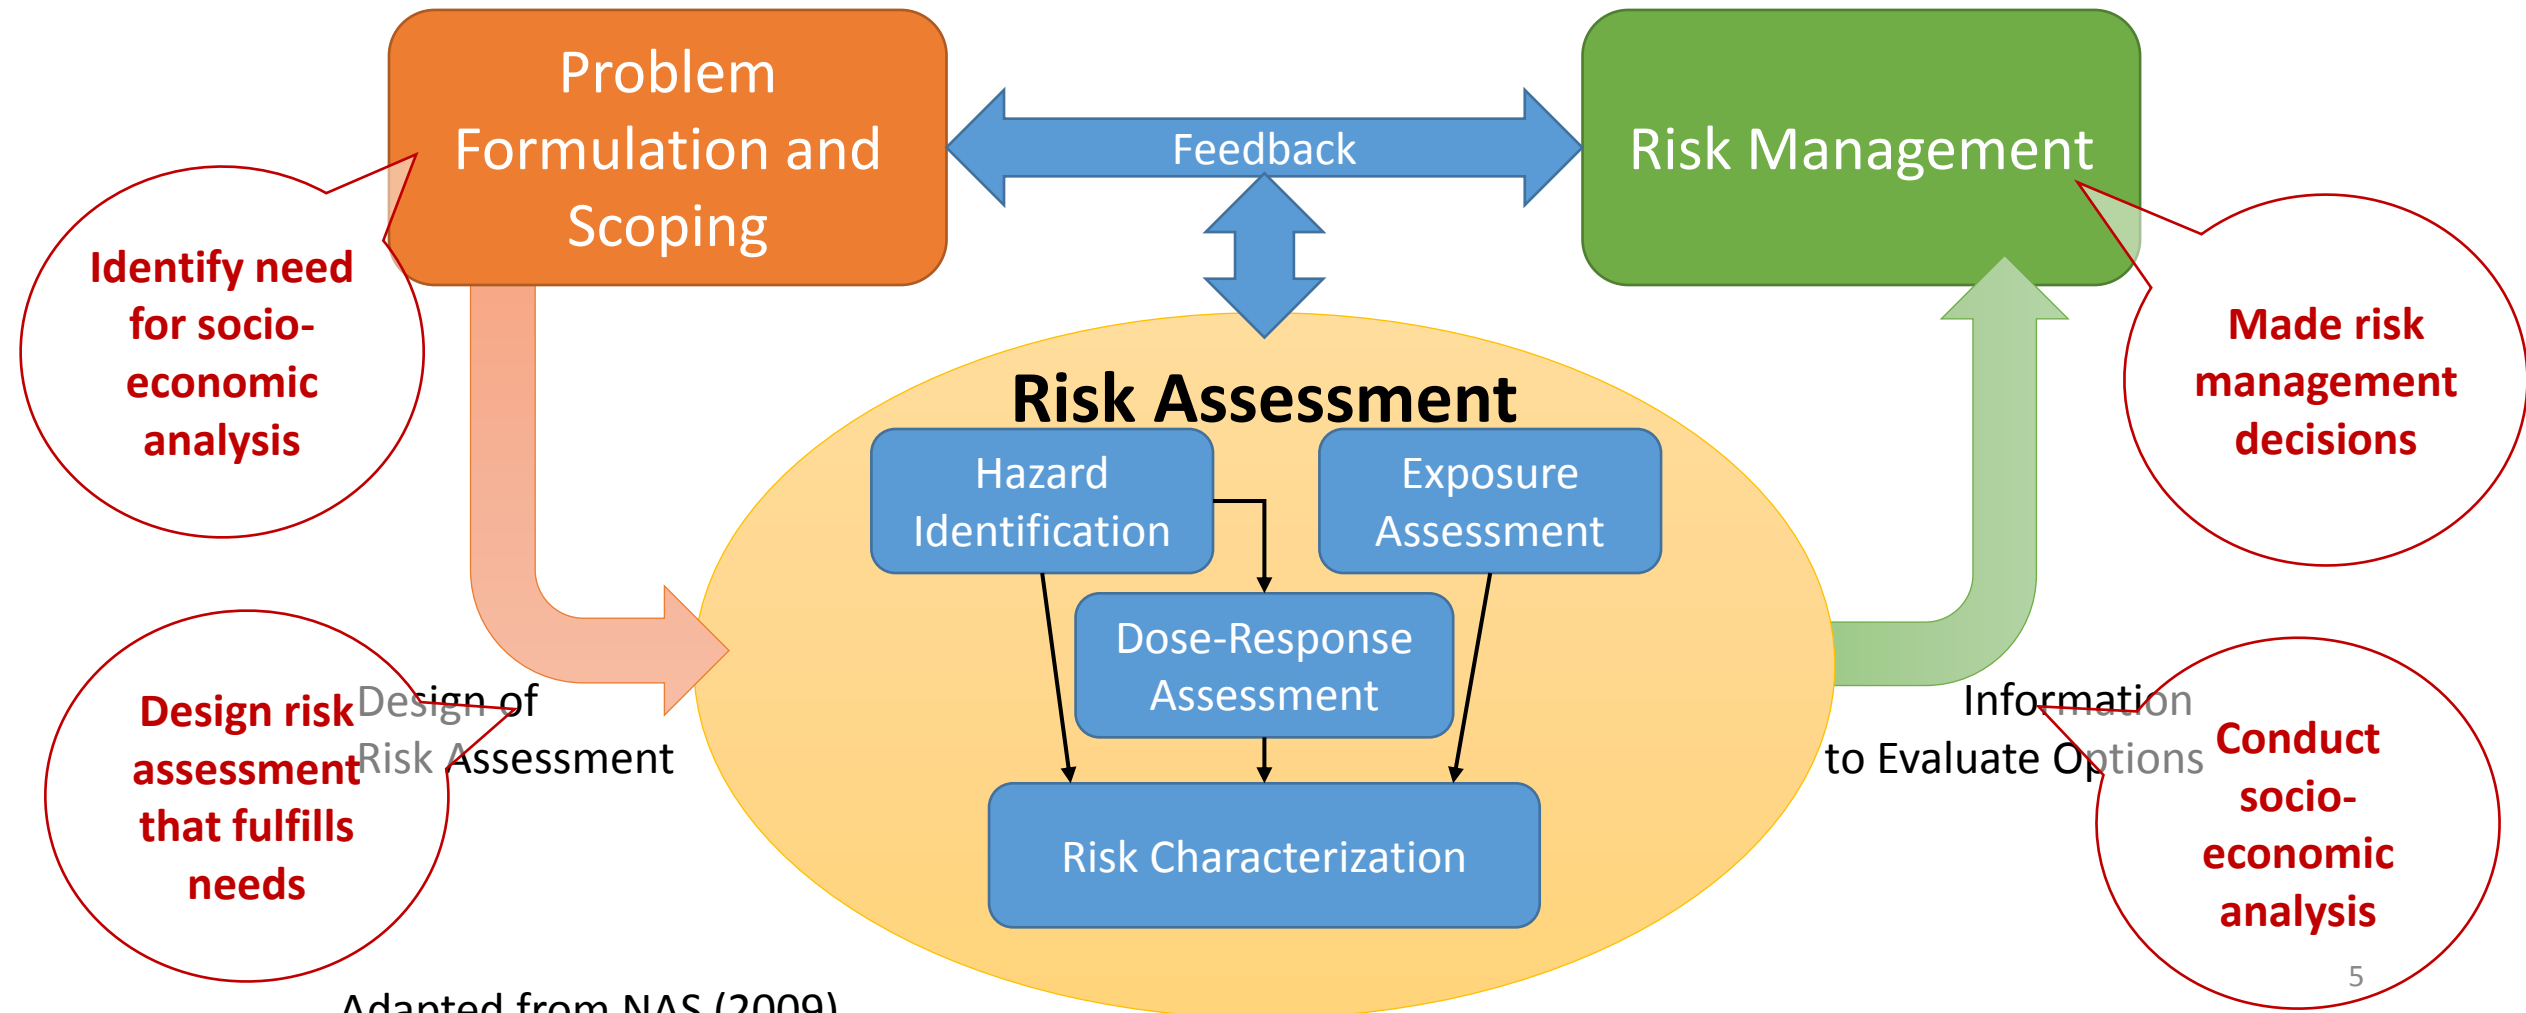 Problem
Formulation and
Scoping
Feedback
Risk Management
Identify need
for socio-
economic
analysis
Made risk
management
decisions
Risk Assessment
Hazard
Identification
Exposure
Assessment
Dose-Response
Assessment
Risk Characterization
Design risk
assessment
that fulfills
needs
Design of
Risk Assessment
Information
to Evaluate Options
Conduct
socio-
economic
analysis
5
Adapted from NAS (2009)